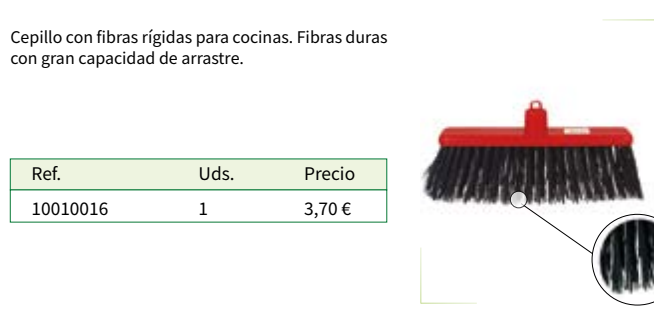 Cepillo con fibras rígidas para cocinas. Fibras duras
con gran capacidad de arrastre.
Ref. Uds. Precio
10010016 1 3,70 €